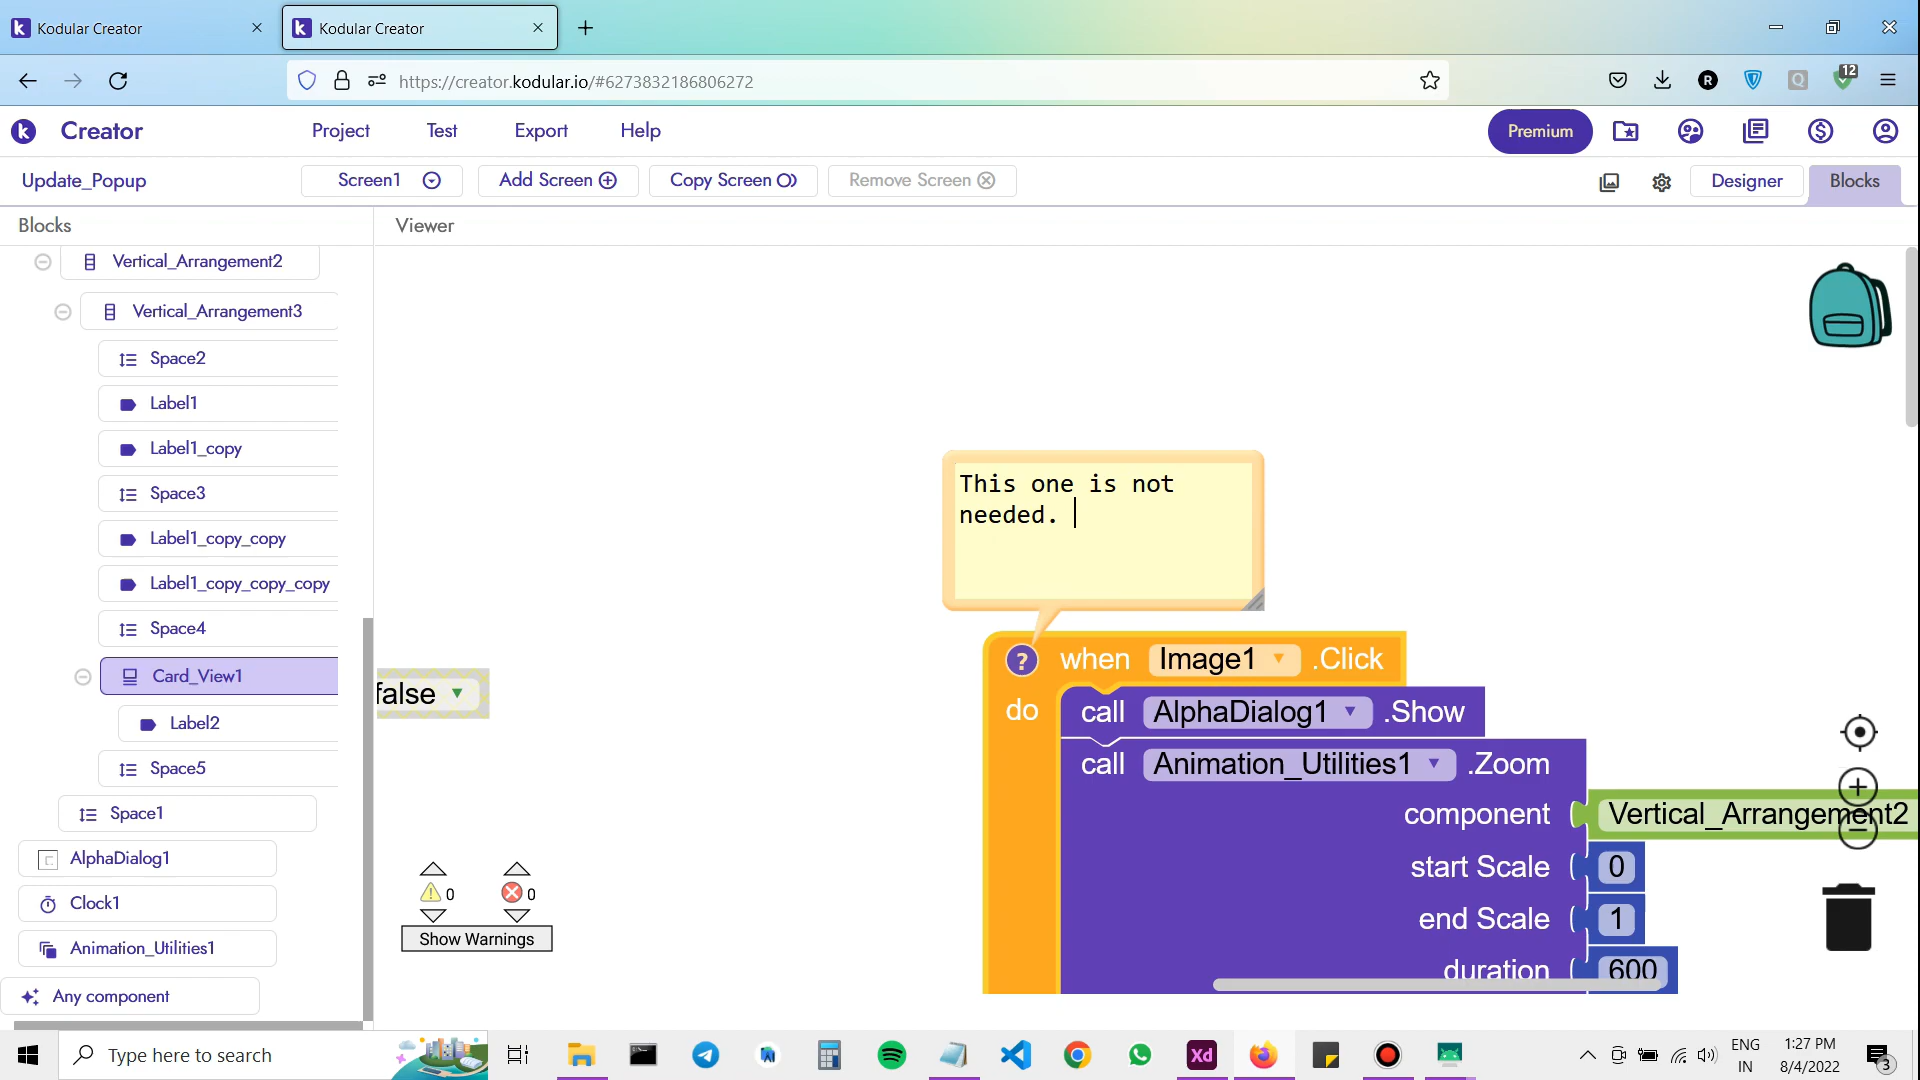 Kodular Creator
Kodular Creator
https://creator.kodular.io/#6273832186806272
12
Creator
Project
Test
Export
Help
Premium
Update_Popup
Screen1
Add Screen
Copy Screen
Remove Screen
Designer
Blocks
Blocks
Viewer
Vertical_Arrangement2
Vertical_Arrangement3
Space2
Label1
Label1_copy
Space3
Label1_copy_copy
Label1_copy_copy_copy
Space4
Card_View1
Label2
Space5
Space1
AlphaDialog1
Clock1
Animation_Utilities1
Any component
false
This one is not
needed.
? when Image1 .Click
do call AlphaDialog1 .Show
call Animation_Utilities1 .Zoom
component Vertical_Arrangement2
start Scale 0
end Scale 1
duration 600
0 0
Show Warnings
Type here to search
Xd
ENG
IN
1:27 PM
8/4/2022
3